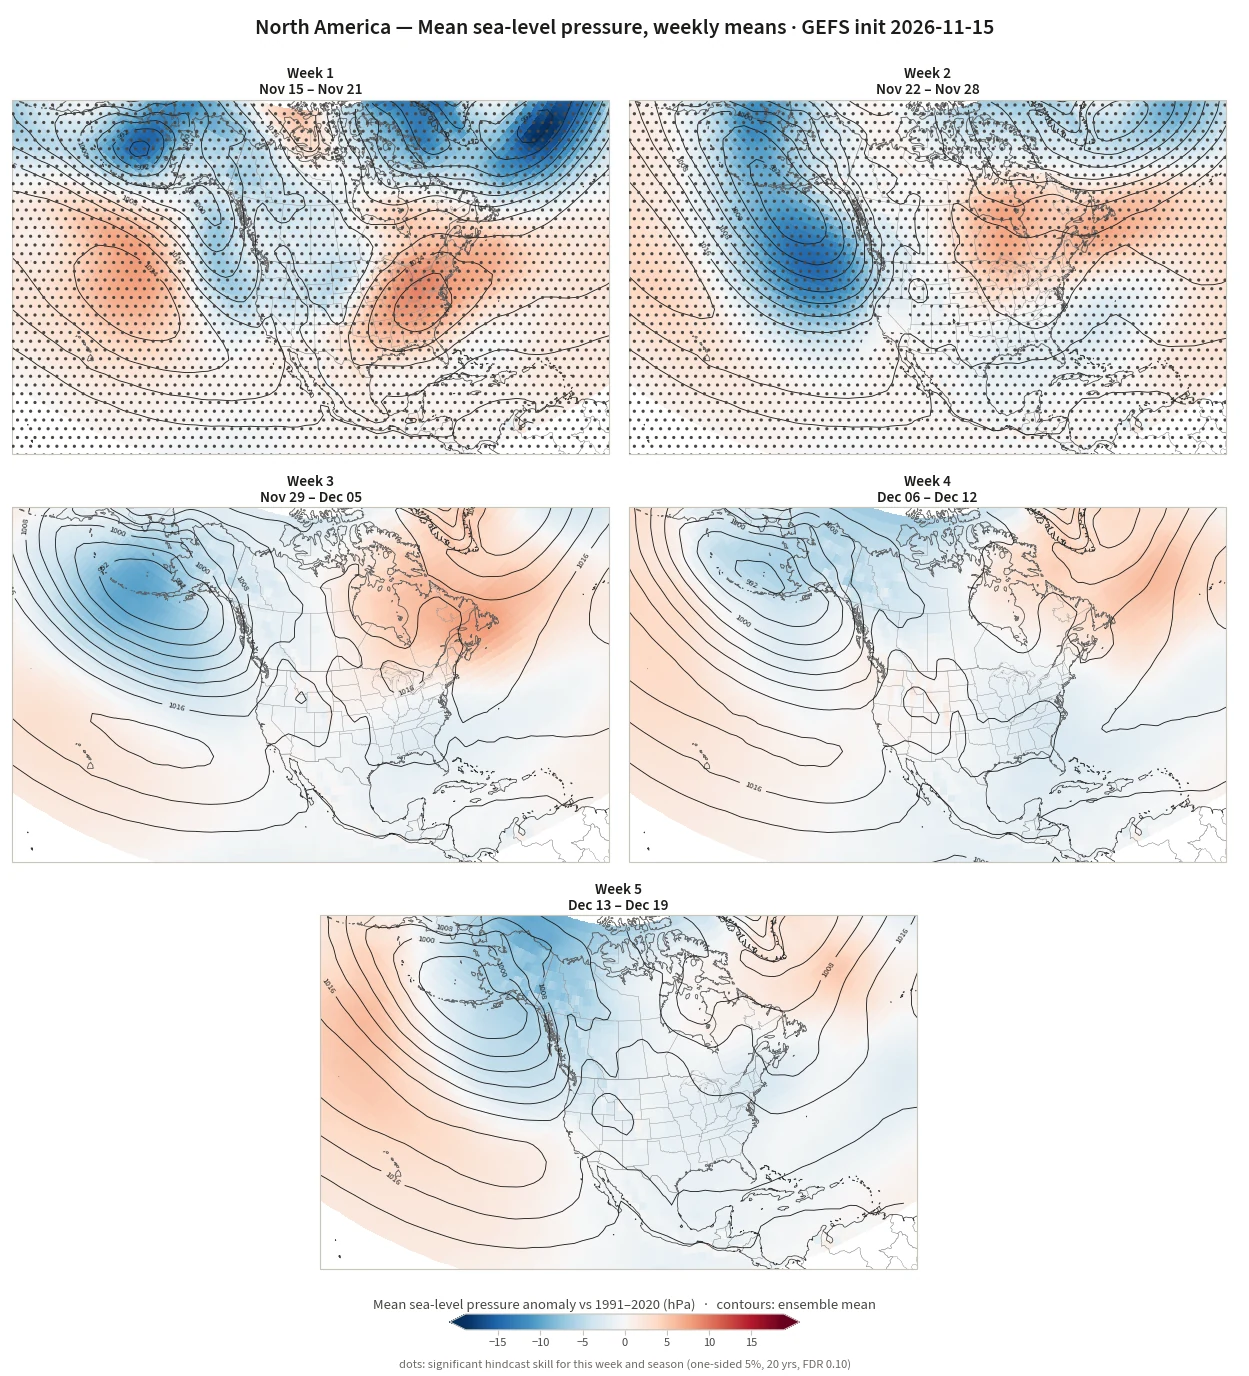 North America — Mean sea-level pressure, weekly means · GEFS init 2026-11-15
Week 1
Nov 15 – Nov 21
Week 2
Nov 22 – Nov 28
Week 3
Nov 29 – Dec 05
Week 4
Dec 06 – Dec 12
Week 5
Dec 13 – Dec 19
Mean sea-level pressure anomaly vs 1991–2020 (hPa) · contours: ensemble mean
−15 −10 −5 0 5 10 15
dots: significant hindcast skill for this week and season (one-sided 5%, 20 yrs, FDR 0.10)